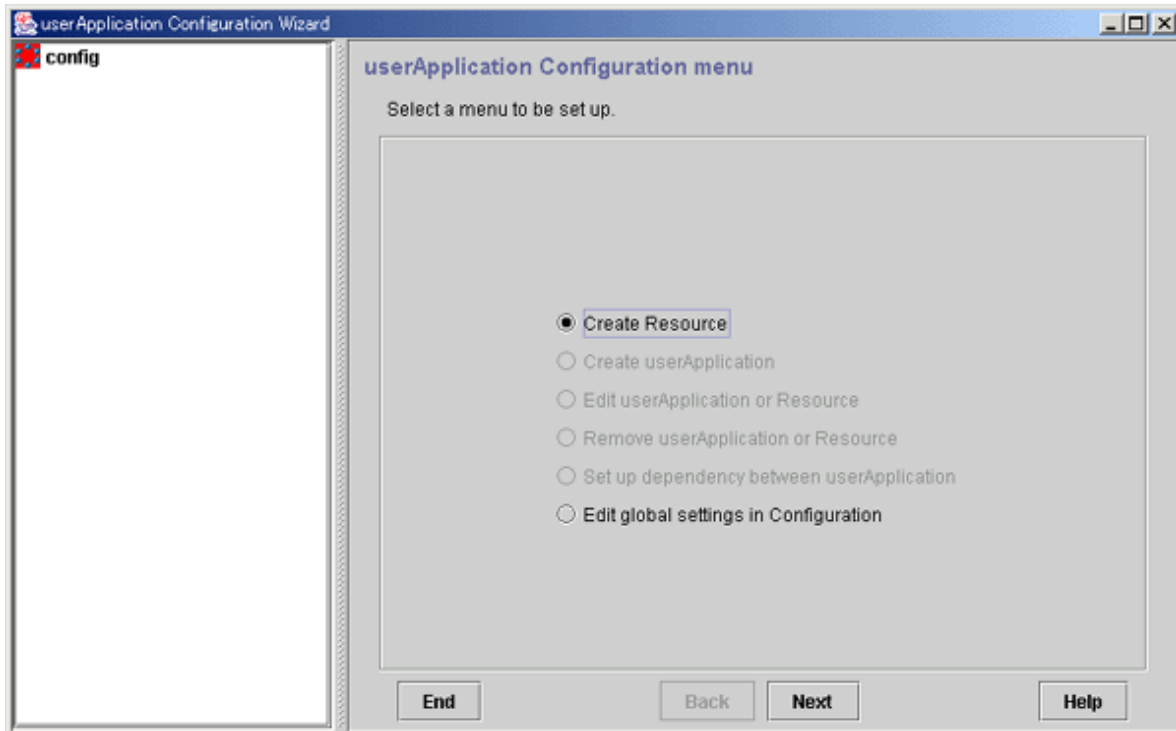 userApplication Configuration Wizard
config
userApplication Configuration menu
Select a menu to be set up.
Create Resource
Create userApplication
Edit userApplication or Resource
Remove userApplication or Resource
Set up dependency between userApplication
Edit global settings in Configuration
End
Back
Next
Help